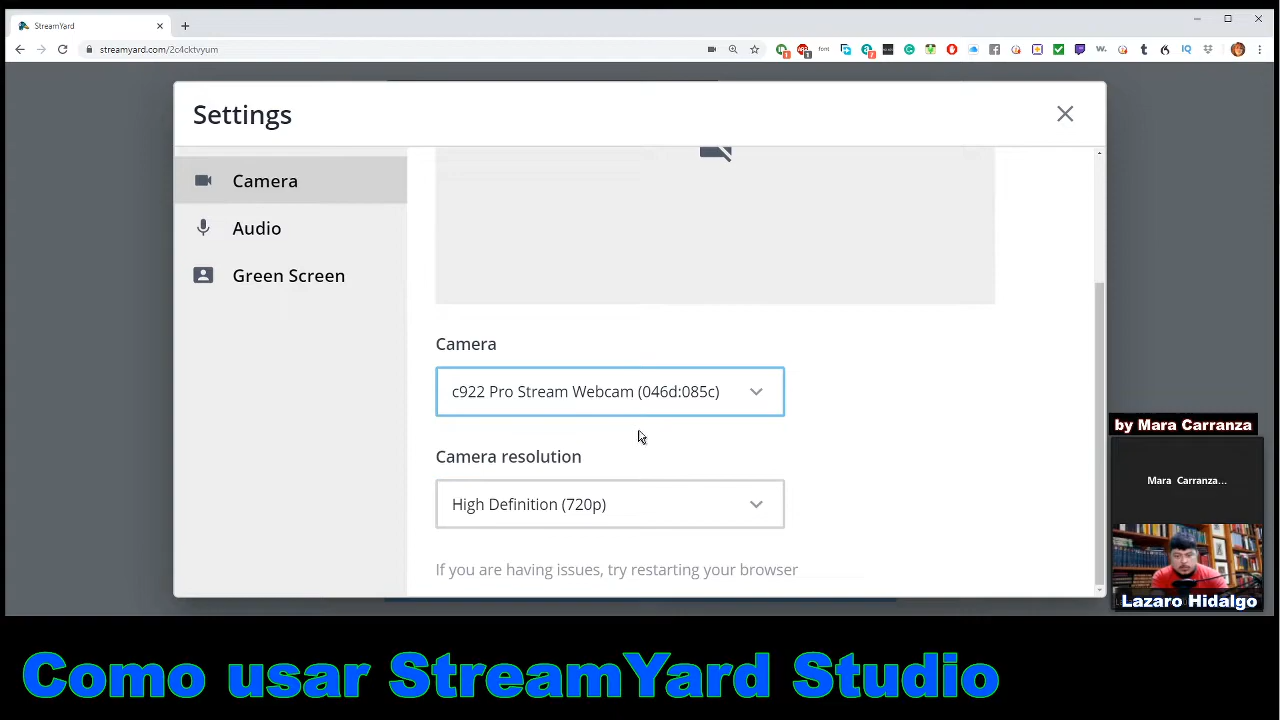 StreamYard
streamyard.com/2c4cktvyum
Settings
Camera
Audio
Green Screen
Camera
c922 Pro Stream Webcam (046d:085c)
Camera resolution
High Definition (720p)
If you are having issues, try restarting your browser
by Mara Carranza
Mara Carranza...
Lazaro Hidalgo
Como usar StreamYard Studio